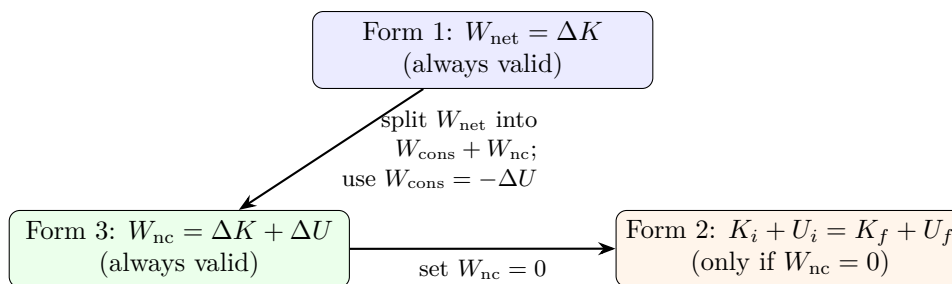 Form 1: W_net = ΔK
(always valid)
split W_net into
W_cons + W_nc;
use W_cons = −ΔU
Form 3: W_nc = ΔK + ΔU
(always valid)
set W_nc = 0
Form 2: K_i + U_i = K_f + U_f
(only if W_nc = 0)